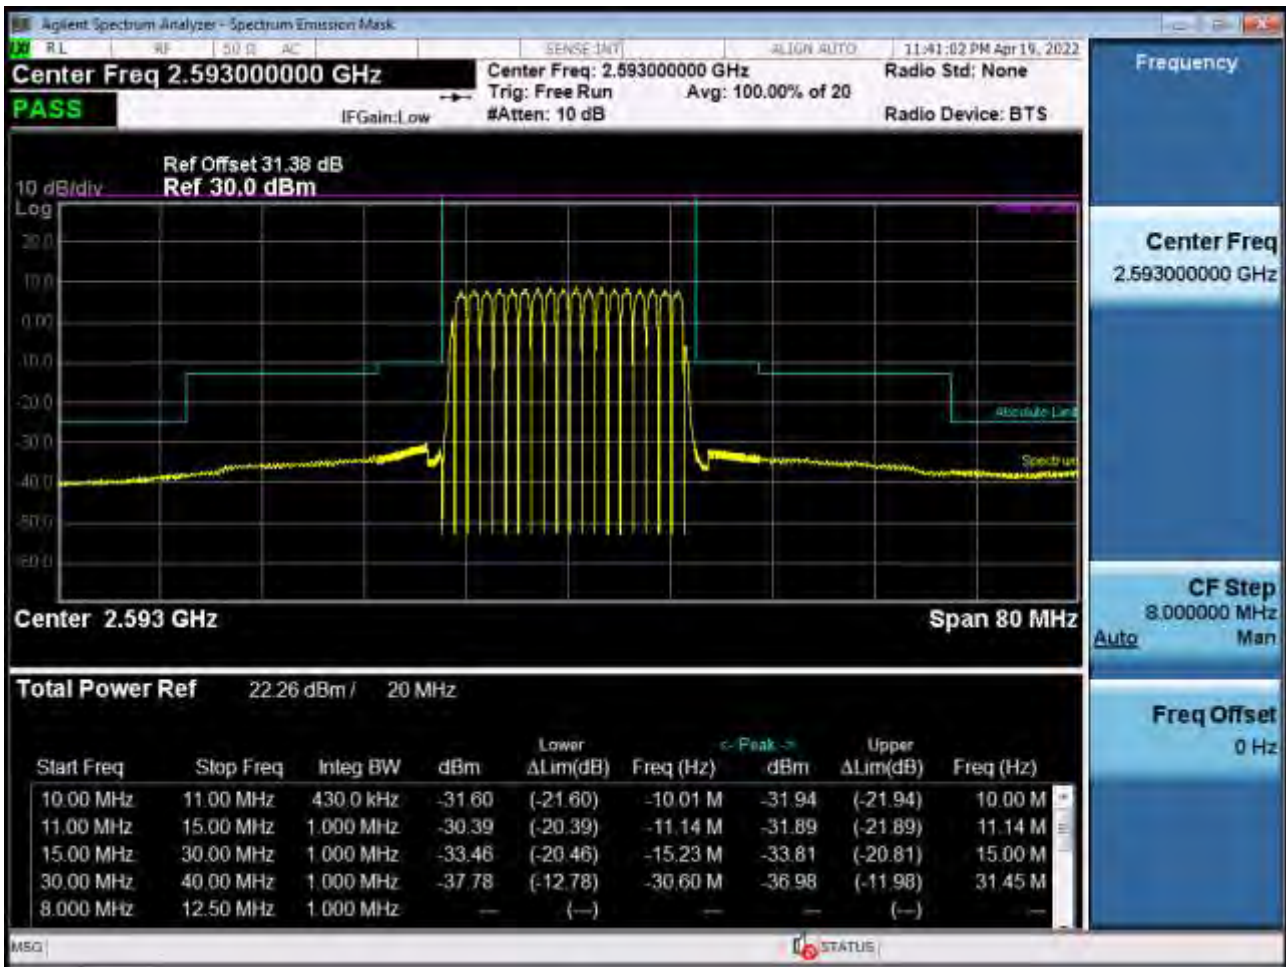 Agilent Spectrum Analyzer - Spectrum Emission Mask
LXI RL RF 50 Ω AC SENSE:INT ALIGN AUTO 11:41:02 PM Apr 19, 2022
Center Freq 2.593000000 GHz
Center Freq: 2.593000000 GHz Radio Std: None
Trig: Free Run Avg: 100.00% of 20
PASS IFGain:Low #Atten: 10 dB Radio Device: BTS
Ref Offset 31.38 dB
10 dB/div Ref 30.0 dBm
Log
20.0
10.0
0.00
-10.0
-20.0
Absolute Limit
-30.0
Spectrum
-40.0
-50.0
-60.0
Center 2.593 GHz Span 80 MHz
Total Power Ref 22.26 dBm / 20 MHz
Lower <- Peak -> Upper
Start Freq Stop Freq Integ BW dBm ΔLim(dB) Freq (Hz) dBm ΔLim(dB) Freq (Hz)
10.00 MHz 11.00 MHz 430.0 kHz -31.60 (-21.60) -10.01 M -31.94 (-21.94) 10.00 M
11.00 MHz 15.00 MHz 1.000 MHz -30.39 (-20.39) -11.14 M -31.89 (-21.89) 11.14 M
15.00 MHz 30.00 MHz 1.000 MHz -33.46 (-20.46) -15.23 M -33.81 (-20.81) 15.00 M
30.00 MHz 40.00 MHz 1.000 MHz -37.78 (-12.78) -30.60 M -36.98 (-11.98) 31.45 M
8.000 MHz 12.50 MHz 1.000 MHz --- (---) --- --- (---) ---
MSG STATUS
Frequency
Center Freq
2.593000000 GHz
CF Step
8.000000 MHz
Auto Man
Freq Offset
0 Hz